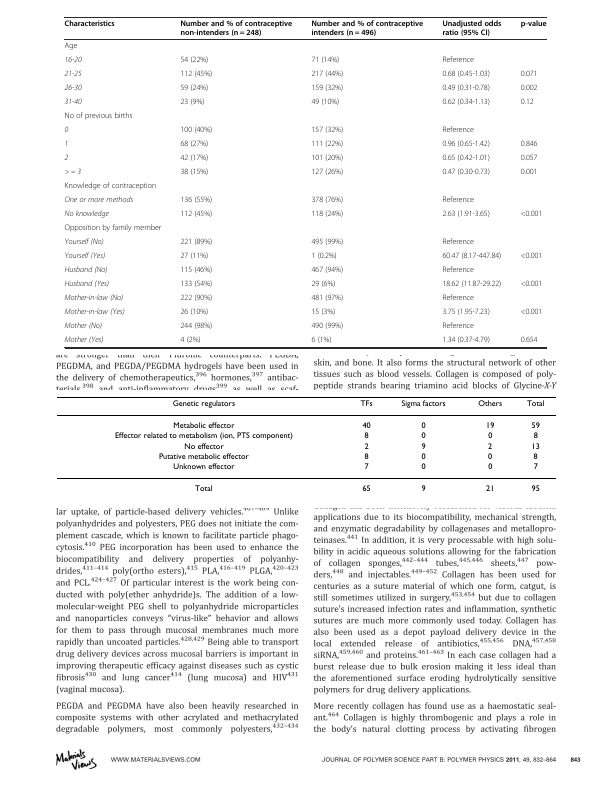 Characteristics Number and % of contraceptive non-intenders (n = 248) Number and % of contraceptive intenders (n = 496) Unadjusted odds ratio (95% CI) p-value
Age
16-20 54 (22%) 71 (14%) Reference
21-25 112 (45%) 217 (44%) 0.68 (0.45-1.03) 0.071
26-30 59 (24%) 159 (32%) 0.49 (0.31-0.78) 0.002
31-40 23 (9%) 49 (10%) 0.62 (0.34-1.13) 0.12
No of previous births
0 100 (40%) 157 (32%) Reference
1 68 (27%) 111 (22%) 0.96 (0.65-1.42) 0.846
2 42 (17%) 101 (20%) 0.65 (0.42-1.01) 0.057
> = 3 38 (15%) 127 (26%) 0.47 (0.30-0.73) 0.001
Knowledge of contraception
One or more methods 136 (55%) 378 (76%) Reference
No knowledge 112 (45%) 118 (24%) 2.63 (1.91-3.65) <0.001
Opposition by family member
Yourself (No) 221 (89%) 495 (99%) Reference
Yourself (Yes) 27 (11%) 1 (0.2%) 60.47 (8.17-447.84) <0.001
Husband (No) 115 (46%) 467 (94%) Reference
Husband (Yes) 133 (54%) 29 (6%) 18.62 (11.87-29.22) <0.001
Mother-in-law (No) 222 (90%) 481 (97%) Reference
Mother-in-law (Yes) 26 (10%) 15 (3%) 3.75 (1.95-7.23) <0.001
Mother (No) 244 (98%) 490 (99%) Reference
Mother (Yes) 4 (2%) 6 (1%) 1.34 (0.37-4.79) 0.654
are stronger than their Pluronic counterparts. PEGDA,
PEGDMA, and PEGDA/PEGDMA hydrogels have been used in
the delivery of chemotherapeutics,396 hormones,397 antibac-
terials398 and anti-inflammatory drugs399 as well as scaf-
skin, and bone. It also forms the structural network of other
tissues such as blood vessels. Collagen is composed of poly-
peptide strands bearing triamino acid blocks of Glycine-X-Y
Genetic regulators TFs Sigma factors Others Total
Metabolic effector 40 0 19 59
Effector related to metabolism (ion, PTS component) 8 0 0 8
No effector 2 9 2 13
Putative metabolic effector 8 0 0 8
Unknown effector 7 0 0 7
Total 65 9 21 95
lar uptake, of particle-based delivery vehicles.407–409 Unlike
polyanhydrides and polyesters, PEG does not initiate the com-
plement cascade, which is known to facilitate particle phago-
cytosis.410 PEG incorporation has been used to enhance the
biocompatibility and delivery properties of polyanhy-
drides,411–414 poly(ortho esters),415 PLA,416–419 PLGA,420–423
and PCL.424–427 Of particular interest is the work being con-
ducted with poly(ether anhydride)s. The addition of a low-
molecular-weight PEG shell to polyanhydride microparticles
and nanoparticles conveys “virus-like” behavior and allows
for them to pass through mucosal membranes much more
rapidly than uncoated particles.428,429 Being able to transport
drug delivery devices across mucosal barriers is important in
improving therapeutic efficacy against diseases such as cystic
fibrosis430 and lung cancer414 (lung mucosa) and HIV431
(vaginal mucosa).
PEGDA and PEGDMA have also been heavily researched in
composite systems with other acrylated and methacrylated
degradable polymers, most commonly polyesters,432–434
applications due to its biocompatibility, mechanical strength,
and enzymatic degradability by collagenases and metallopro-
teinases.441 In addition, it is very processable with high solu-
bility in acidic aqueous solutions allowing for the fabrication
of collagen sponges,442–444 tubes,445,446 sheets,447 pow-
ders,448 and injectables.449–452 Collagen has been used for
centuries as a suture material of which one form, catgut, is
still sometimes utilized in surgery,453,454 but due to collagen
suture’s increased infection rates and inflammation, synthetic
sutures are much more commonly used today. Collagen has
also been used as a depot payload delivery device in the
local extended release of antibiotics,455,456 DNA,457,458
siRNA,459,460 and proteins.461–463 In each case collagen had a
burst release due to bulk erosion making it less ideal than
the aforementioned surface eroding hydrolytically sensitive
polymers for drug delivery applications.
More recently collagen has found use as a haemostatic seal-
ant.464 Collagen is highly thrombogenic and plays a role in
the body’s natural clotting process by activating fibrogen
Materials Views WWW.MATERIALSVIEWS.COM JOURNAL OF POLYMER SCIENCE PART B: POLYMER PHYSICS 2011, 49, 832–864 843